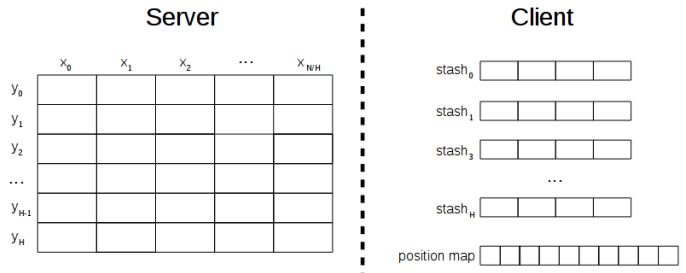 Server
Client
x0 x1 x2 ... xN/H
y0
y1
y2
...
yH-1
yH
stash0
stash1
stash3
...
stashH
position map